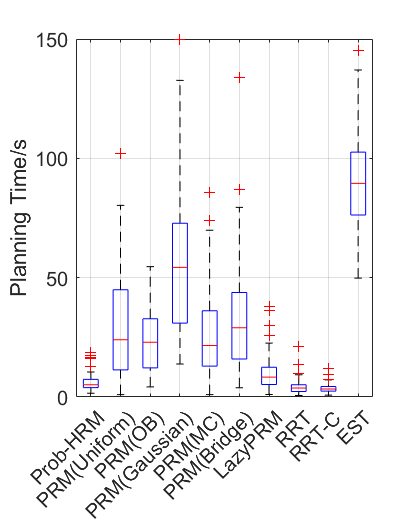 150
100
50
0
Planning Time/s
Prob-HRM
PRM(Uniform)
PRM(OB)
PRM(Gaussian)
PRM(MC)
PRM(Bridge)
LazyPRM
RRT
RRT-C
EST